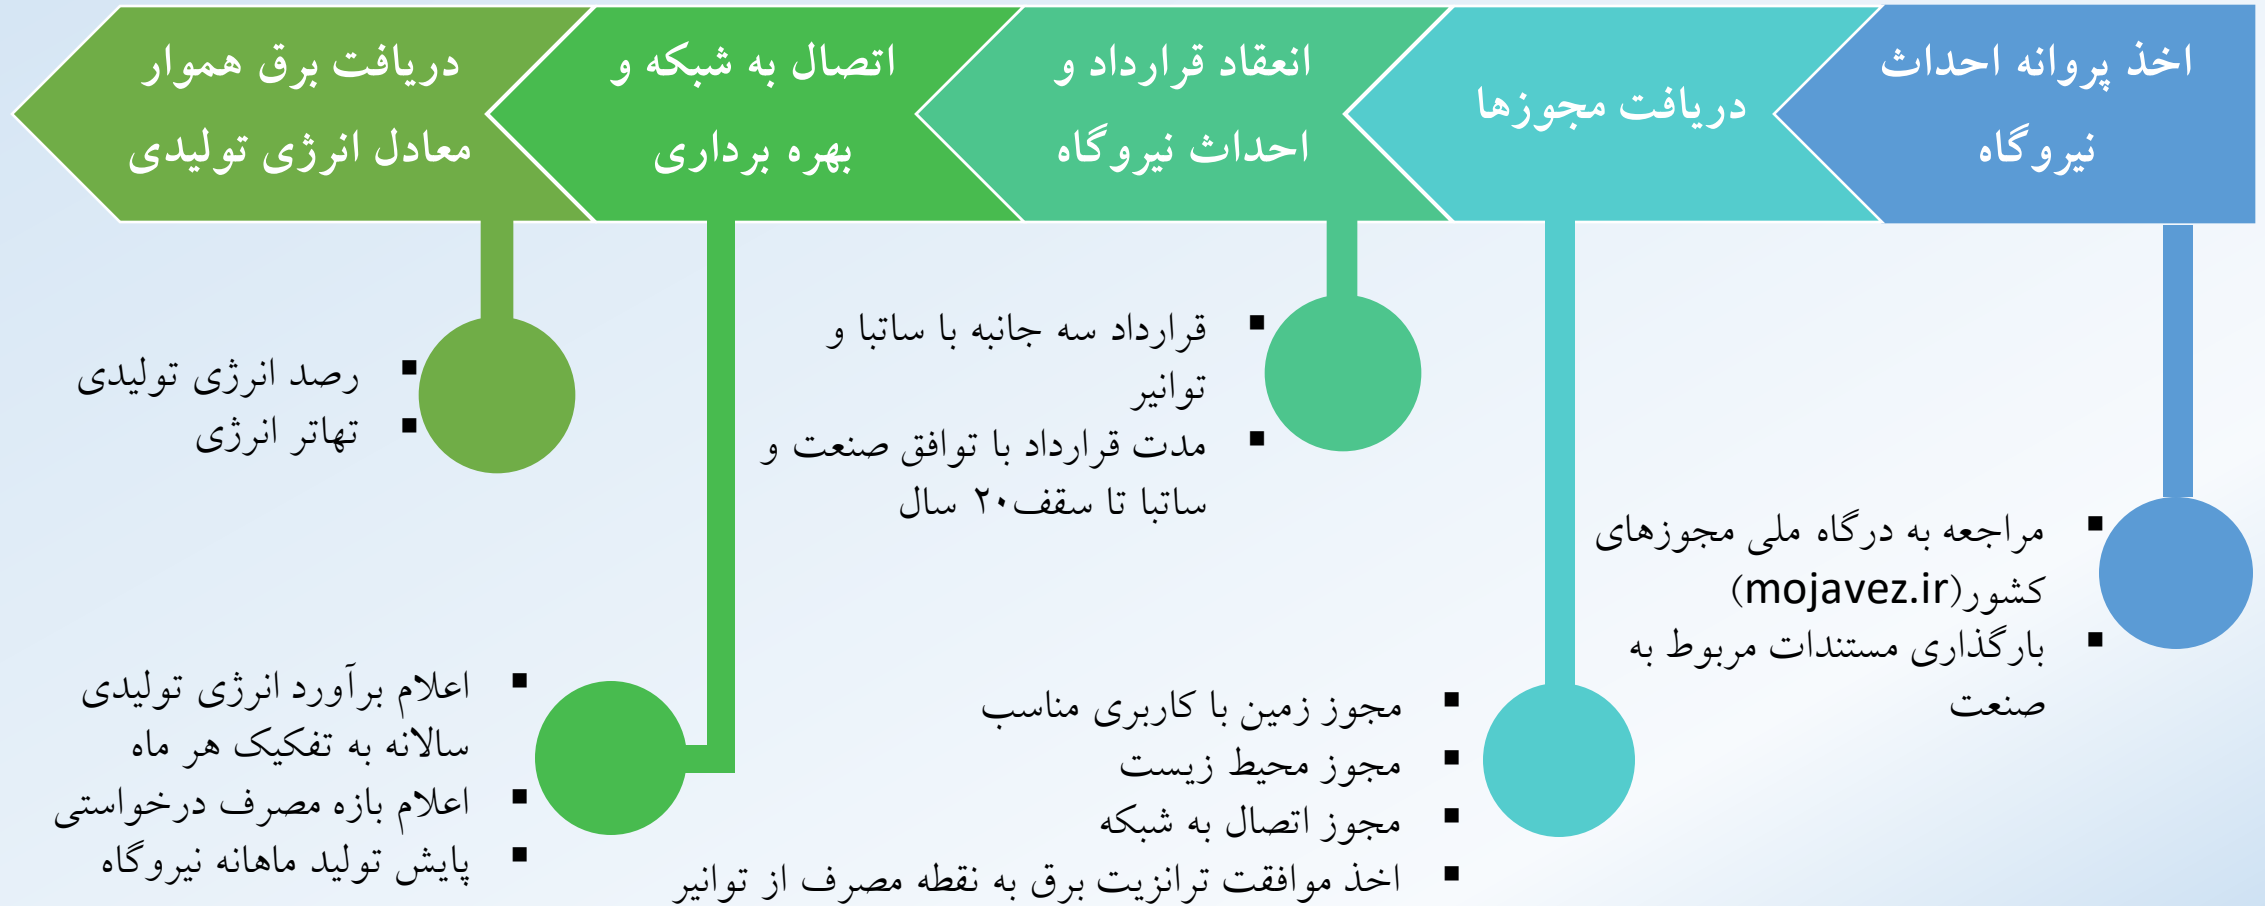 اخذ پروانه احداث
نیروگاه
دریافت مجوزها
انعقاد قرارداد و
احداث نیروگاه
اتصال به شبکه و
بهره برداری
دریافت برق هموار
معادل انرژی تولیدی
▪ مراجعه به درگاه ملی مجوزهای
کشور(mojavez.ir)
▪ بارگذاری مستندات مربوط به
صنعت
▪ مجوز زمین با کاربری مناسب
▪ مجوز محیط زیست
▪ مجوز اتصال به شبکه
▪ اخذ موافقت ترانزیت برق به نقطه مصرف از توانیر
▪ قرارداد سه جانبه با ساتبا و
توانیر
▪ مدت قرارداد با توافق صنعت و
ساتبا تا سقف۲۰ سال
▪ اعلام برآورد انرژی تولیدی
سالانه به تفکیک هر ماه
▪ اعلام بازه مصرف درخواستی
▪ پایش تولید ماهانه نیروگاه
▪ رصد انرژی تولیدی
▪ تهاتر انرژی